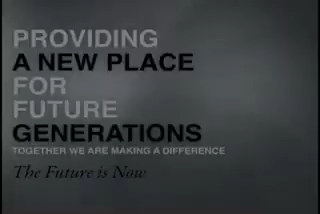 PROVIDING
A NEW PLACE
FOR
FUTURE
GENERATIONS
TOGETHER WE ARE MAKING A DIFFERENCE
The Future is Now